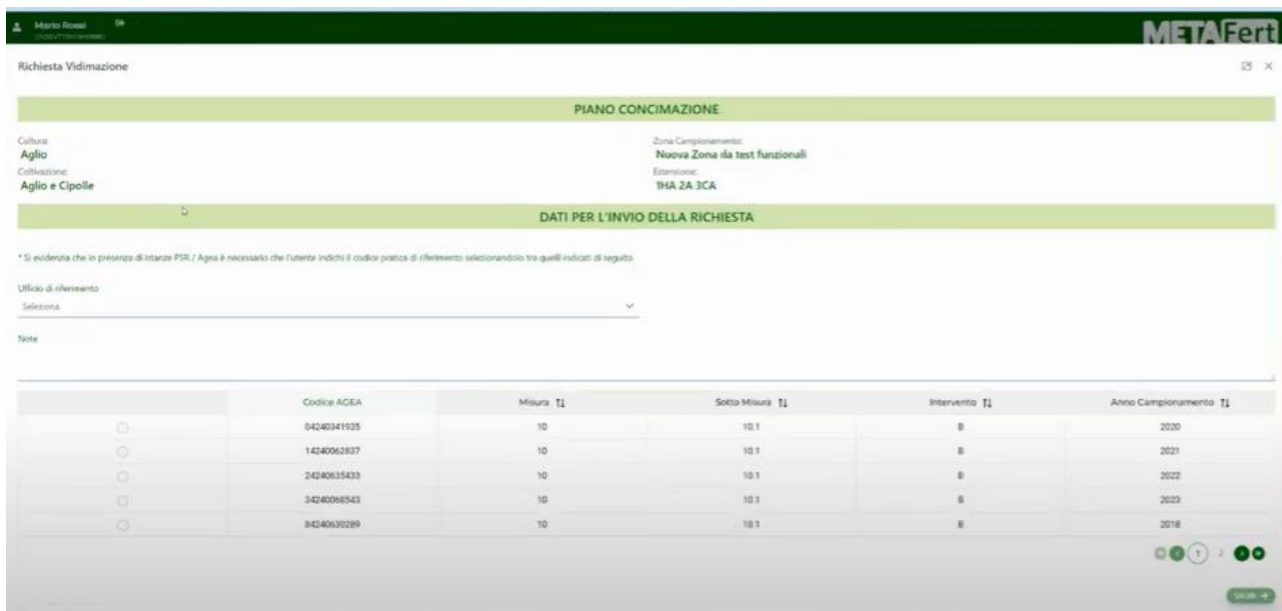 Mario Rossi
METAFert
Richiesta Vidimazione
PIANO CONCIMAZIONE
Coltura: Zona Campionamento:
Aglio Nuova Zona da test funzionali
Coltivazione: Estensione:
Aglio e Cipolle 1HA 2A 3CA
DATI PER L'INVIO DELLA RICHIESTA
* Si evidenzia che in presenza di istanze PSR / Agea è necessario che l'utente indichi il codice pratica di riferimento selezionandolo tra quelli indicati di seguito
Ufficio di riferimento
Seleziona
Note
Codice AGEA Misura Sotto Misura Intervento Anno Campionamento
04240341935 10 10.1 B 2020
14240062837 10 10.1 B 2021
24240635433 10 10.1 B 2022
34240068543 10 10.1 B 2023
84240630289 10 10.1 B 2018
1 2